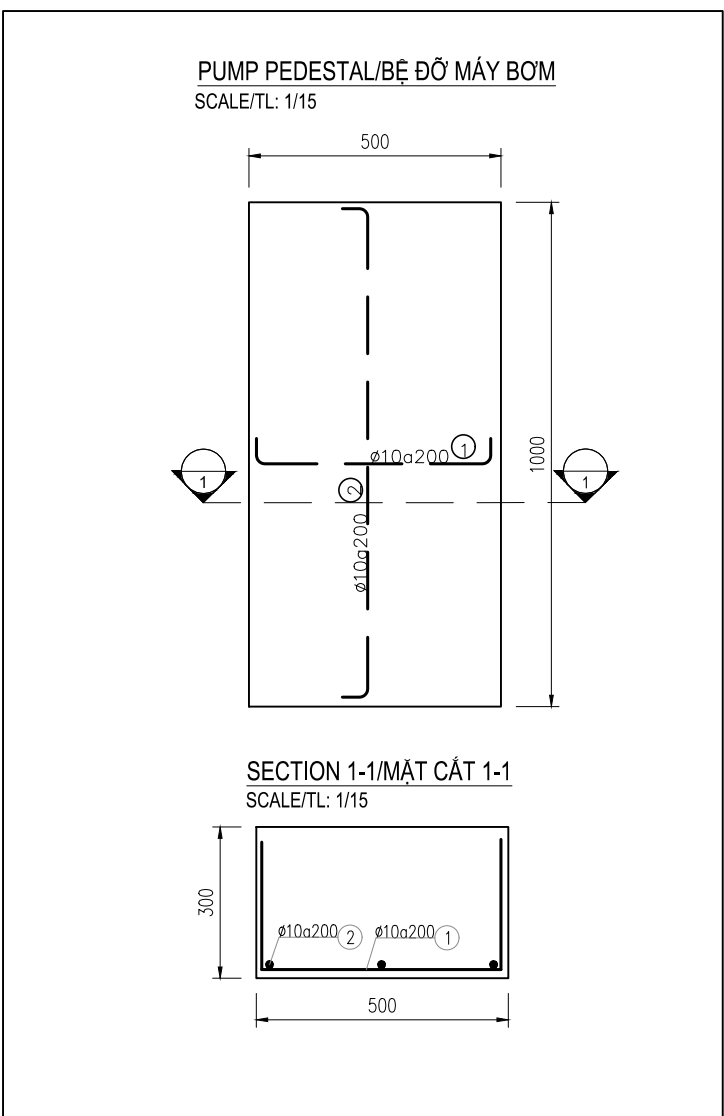 PUMP PEDESTAL/BỆ ĐỠ MÁY BƠM
SCALE/TL: 1/15
500
1000
ø10a200 1
1 1
ø10a200 2
SECTION 1-1/MẶT CẮT 1-1
SCALE/TL: 1/15
300
ø10a200 2 ø10a200 1
500